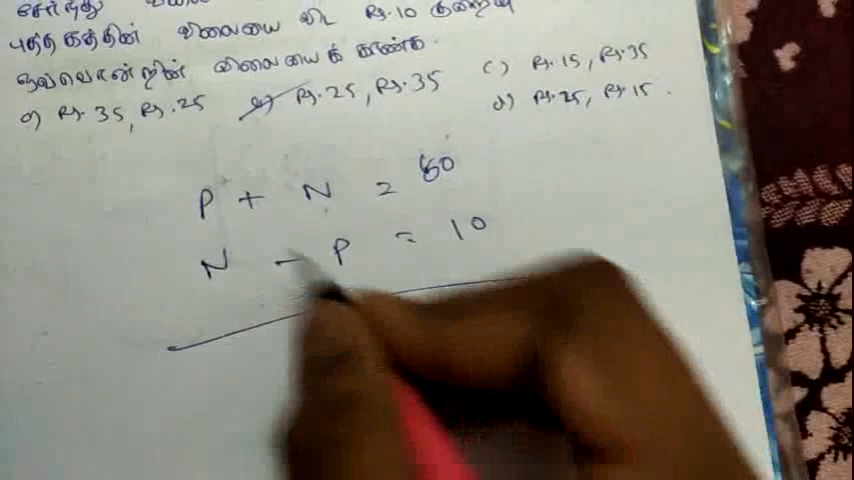 சேர்ந்து விலை
புத்தகத்தின் விலையை விட Rs.10 குறைவு
ஒவ்வொன்றின் விலையைக் காண்க.
a) Rs. 35, Rs. 25 b) Rs. 25, Rs. 35 c) Rs. 15, Rs. 35
d) Rs. 25, Rs. 15.
P + N = 60
N - P = 10